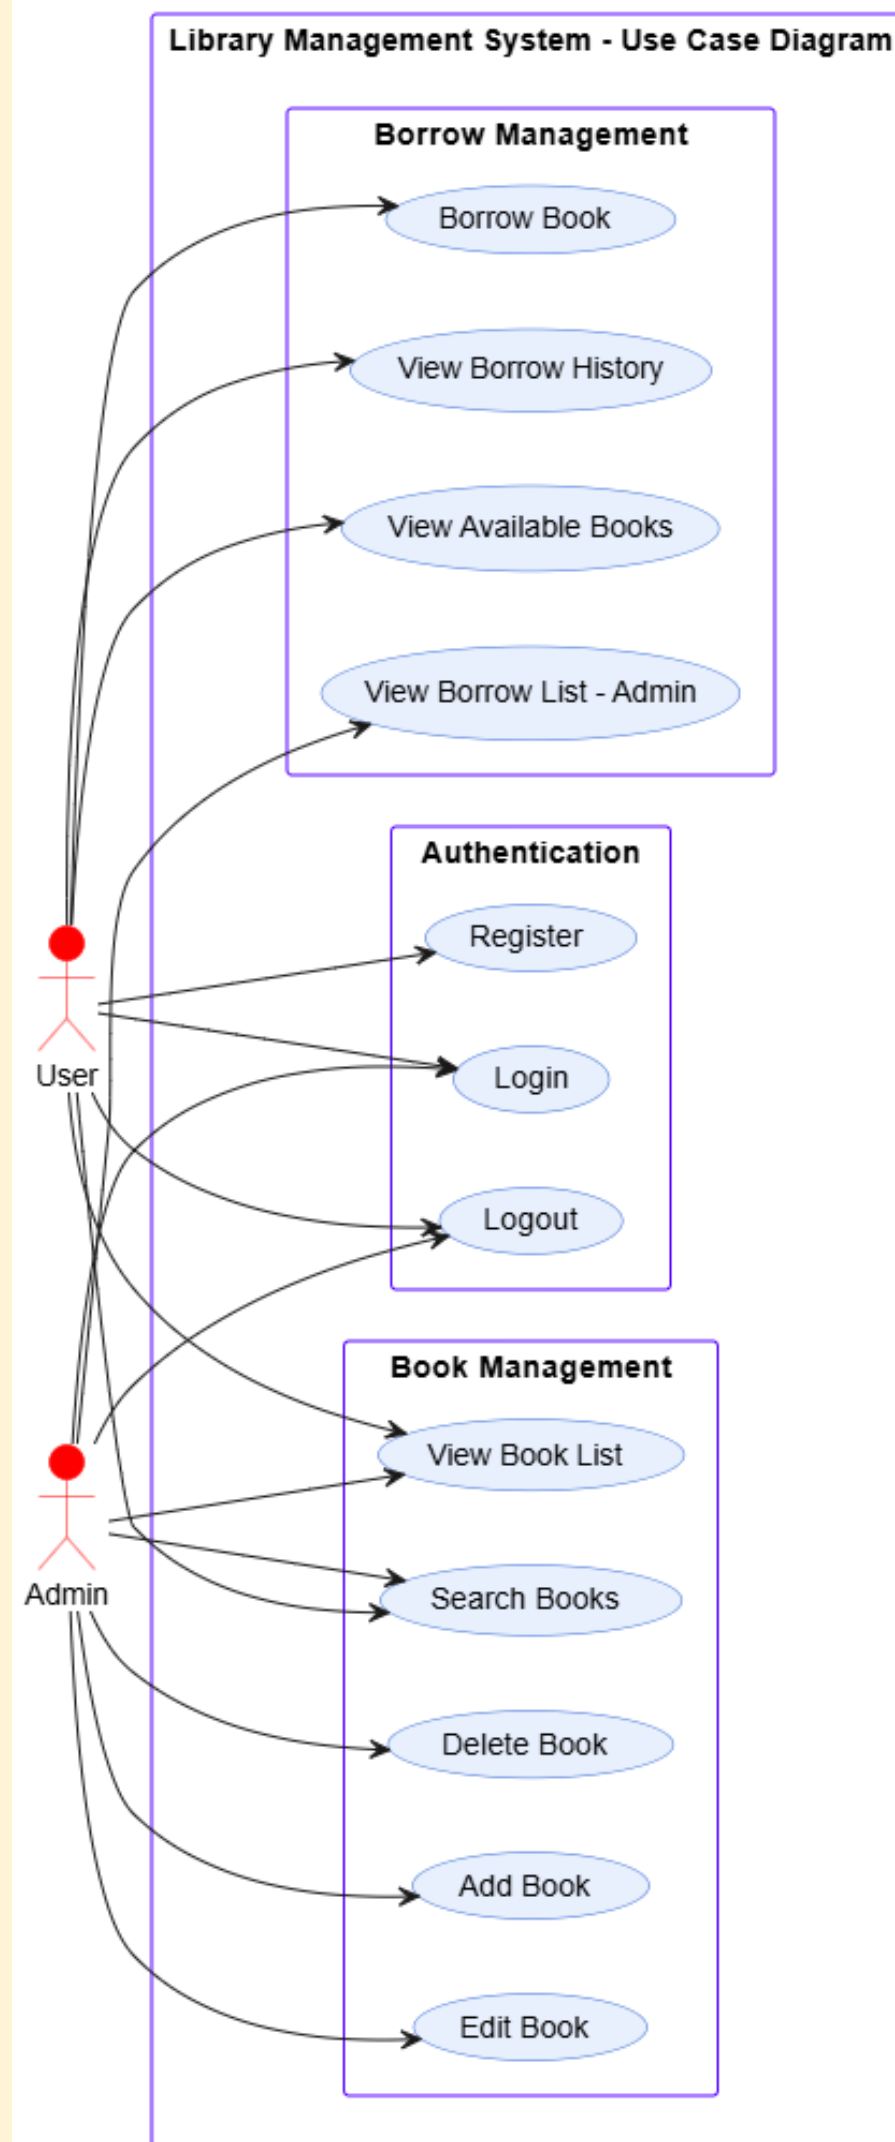 Library Management System - Use Case Diagram
Borrow Management
Borrow Book
View Borrow History
View Available Books
View Borrow List - Admin
Authentication
Register
Login
User
Logout
Book Management
View Book List
Admin
Search Books
Delete Book
Add Book
Edit Book